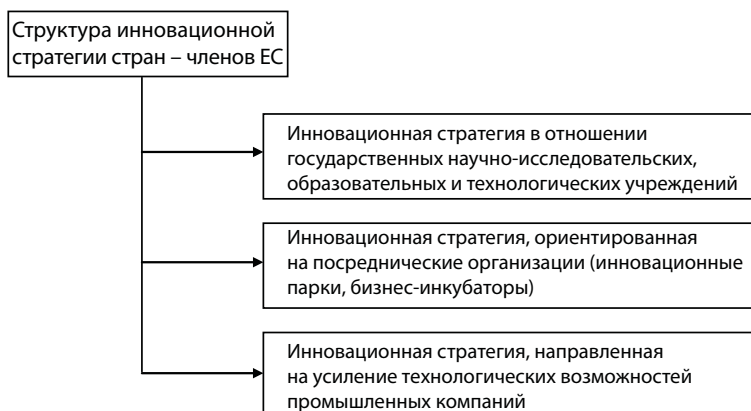 Структура инновационной
стратегии стран – членов ЕС
Инновационная стратегия в отношении
государственных научно-исследовательских,
образовательных и технологических учреждений
Инновационная стратегия, ориентированная
на посреднические организации (инновационные
парки, бизнес-инкубаторы)
Инновационная стратегия, направленная
на усиление технологических возможностей
промышленных компаний